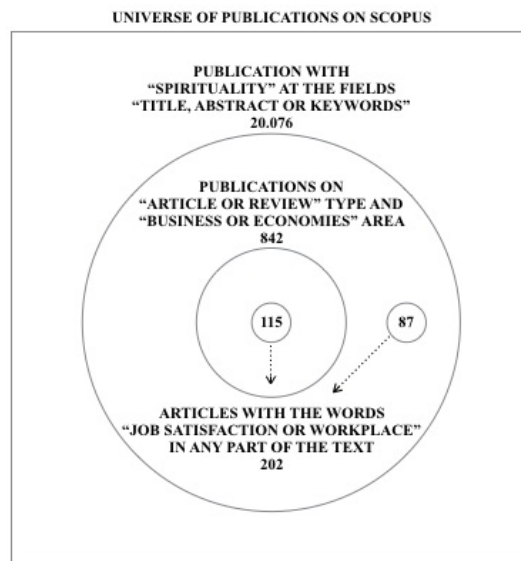 UNIVERSE OF PUBLICATIONS ON SCOPUS
PUBLICATION WITH
“SPIRITUALITY” AT THE FIELDS
“TITLE, ABSTRACT OR KEYWORDS”
20.076
PUBLICATIONS ON
“ARTICLE OR REVIEW” TYPE AND
“BUSINESS OR ECONOMIES” AREA
842
115
87
ARTICLES WITH THE WORDS
“JOB SATISFACTION OR WORKPLACE”
IN ANY PART OF THE TEXT
202